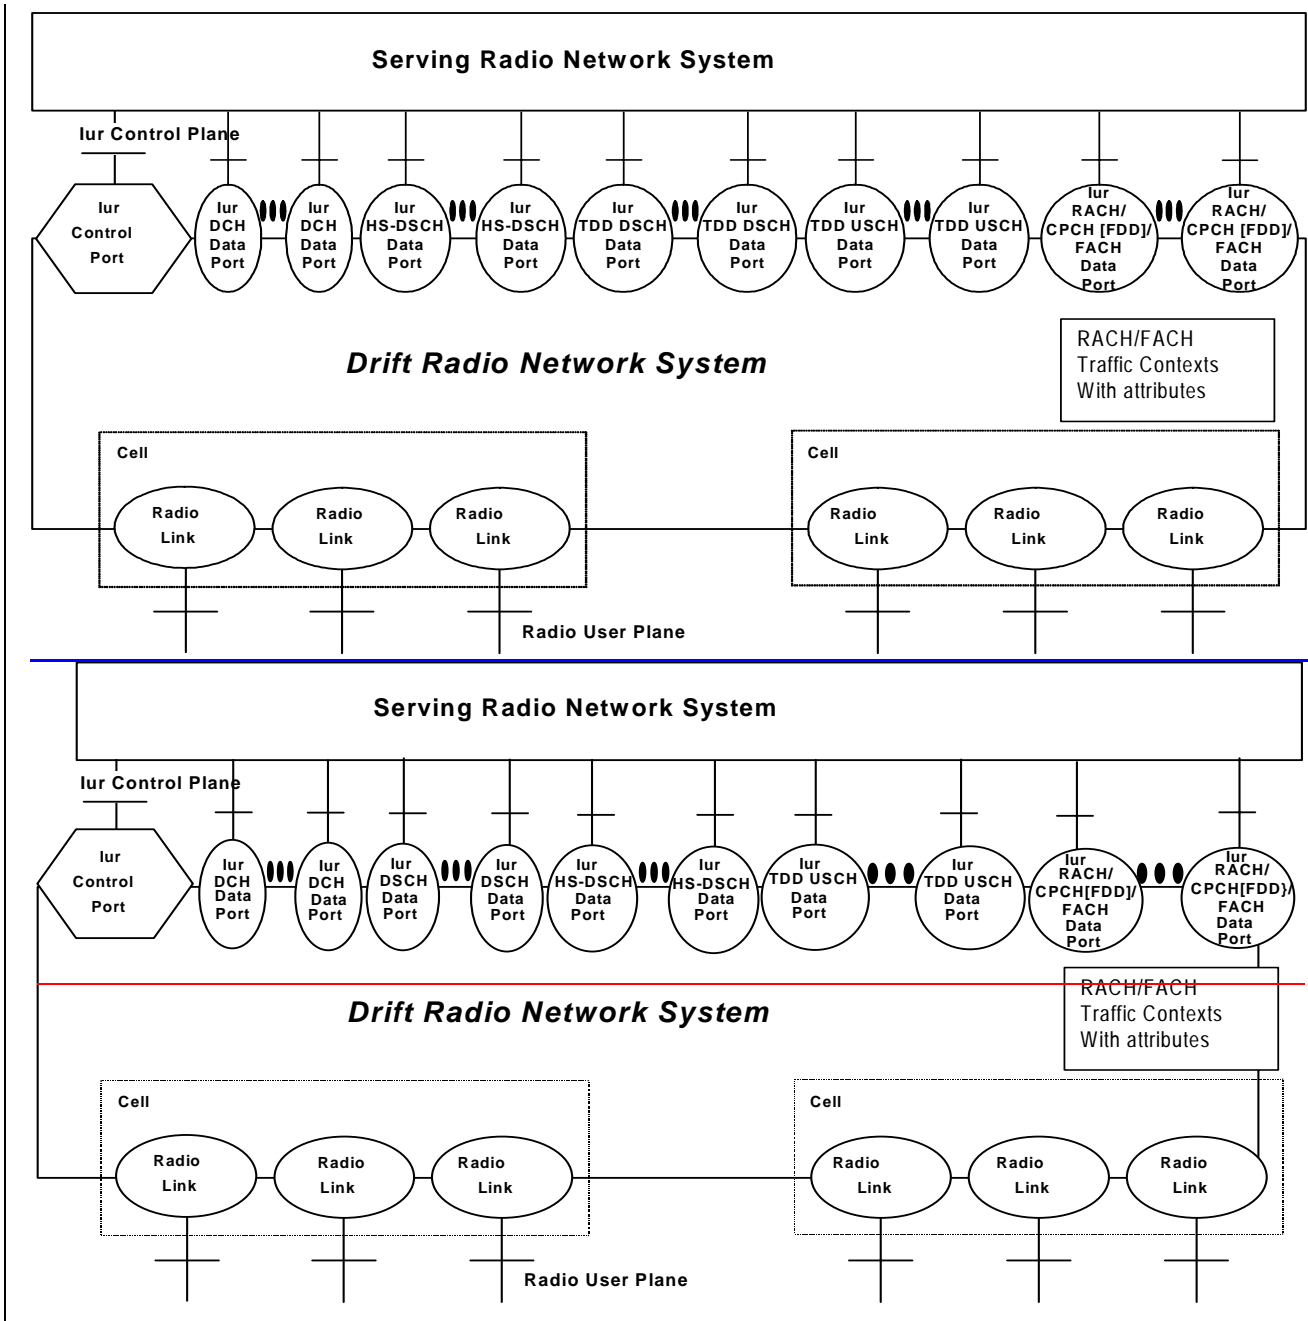 Serving Radio Network System
Iur Control Plane
Iur
Control
Port
Iur
DCH
Data
Port
Iur
DCH
Data
Port
Iur
HS-DSCH
Data
Port
Iur
HS-DSCH
Data
Port
Iur
TDD DSCH
Data
Port
Iur
TDD DSCH
Data
Port
Iur
TDD USCH
Data
Port
Iur
TDD USCH
Data
Port
Iur
RACH/
CPCH [FDD]/
FACH
Data
Port
Iur
RACH/
CPCH [FDD]/
FACH
Data
Port
Drift Radio Network System
RACH/FACH
Traffic Contexts
With attributes
Cell
Radio
Link
Radio
Link
Radio
Link
Cell
Radio
Link
Radio
Link
Radio
Link
Radio User Plane
Serving Radio Network System
Iur Control Plane
Iur
Control
Port
Iur
DCH
Data
Port
Iur
DCH
Data
Port
Iur
DSCH
Data
Port
Iur
DSCH
Data
Port
Iur
HS-DSCH
Data
Port
Iur
HS-DSCH
Data
Port
Iur
TDD USCH
Data
Port
Iur
TDD USCH
Data
Port
Iur
RACH/
CPCH[FDD]/
FACH
Data
Port
Iur
RACH/
CPCH[FDD}/
FACH
Data
Port
Drift Radio Network System
RACH/FACH
Traffic Contexts
With attributes
Cell
Radio
Link
Radio
Link
Radio
Link
Cell
Radio
Link
Radio
Link
Radio
Link
Radio User Plane